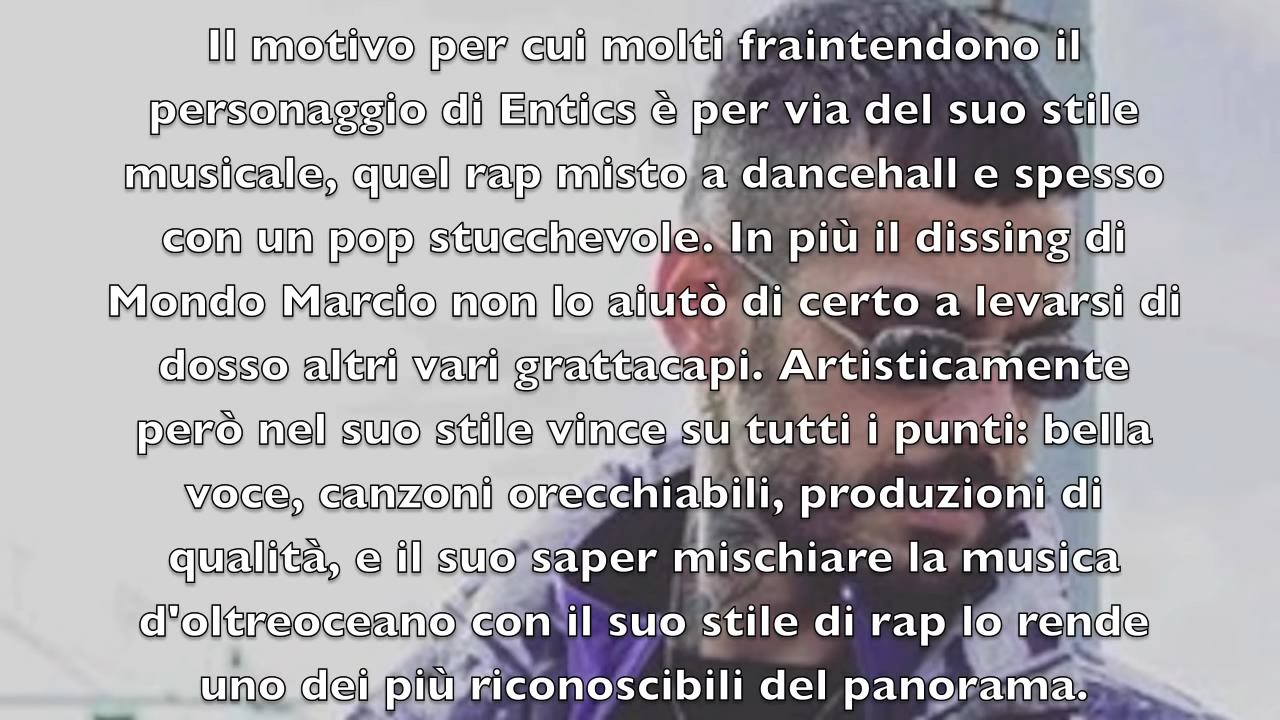 Il motivo per cui molti fraintendono il
personaggio di Entics è per via del suo stile
musicale, quel rap misto a dancehall e spesso
con un pop stucchevole. In più il dissing di
Mondo Marcio non lo aiutò di certo a levarsi di
dosso altri vari grattacapi. Artisticamente
però nel suo stile vince su tutti i punti: bella
voce, canzoni orecchiabili, produzioni di
qualità, e il suo saper mischiare la musica
d'oltreoceano con il suo stile di rap lo rende
uno dei più riconoscibili del panorama.